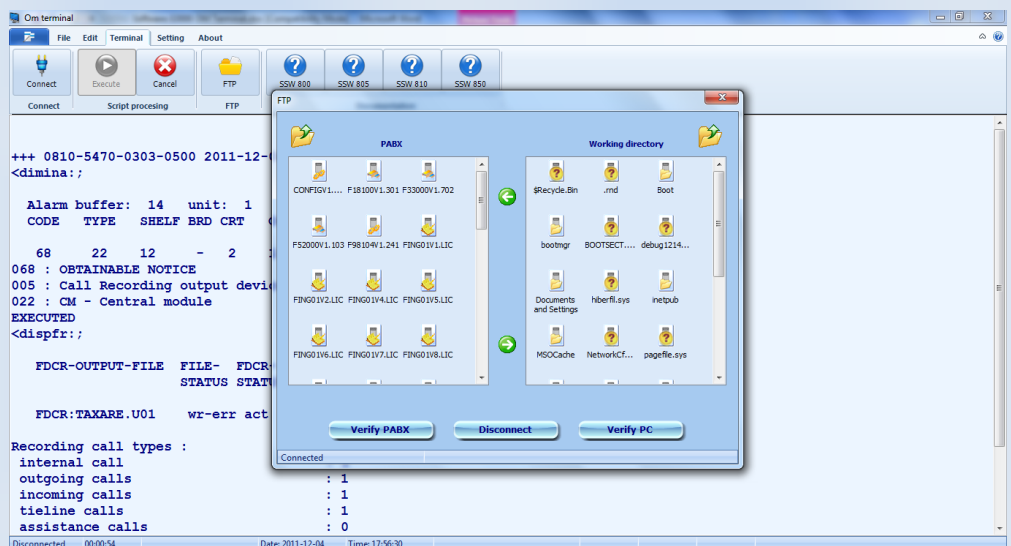 Om terminal
File Edit Terminal Setting About
Connect Execute Cancel FTP SSW 800 SSW 805 SSW 810 SSW 850
Connect Script procesing FTP
FTP
PABX Working directory
CONFIGV1.... F18100V1.301 F33000V1.702 $Recycle.Bin .rnd Boot
F52000V1.103 F98104V1.241 FING01V1.LIC bootmgr BOOTSECT.... debug1214...
FING01V2.LIC FING01V4.LIC FING01V5.LIC Documents and Settings hiberfil.sys inetpub
FING01V6.LIC FING01V7.LIC FING01V8.LIC MSOCache NetworkCf... pagefile.sys
Verify PABX Disconnect Verify PC
Connected
+++ 0810-5470-0303-0500 2011-12-
<dimina:;
Alarm buffer: 14 unit: 1
CODE TYPE SHELF BRD CRT
68 22 12 - 2
068 : OBTAINABLE NOTICE
005 : Call Recording output devi
022 : CM - Central module
EXECUTED
<dispfr:;
FDCR-OUTPUT-FILE FILE- FDCR-
STATUS STAT
FDCR:TAXARE.U01 wr-err act
Recording call types :
internal call
outgoing calls : 1
incoming calls : 1
tieline calls : 1
assistance calls : 0
Disconnected 00:00:54 Date: 2011-12-04 Time: 17:56:30